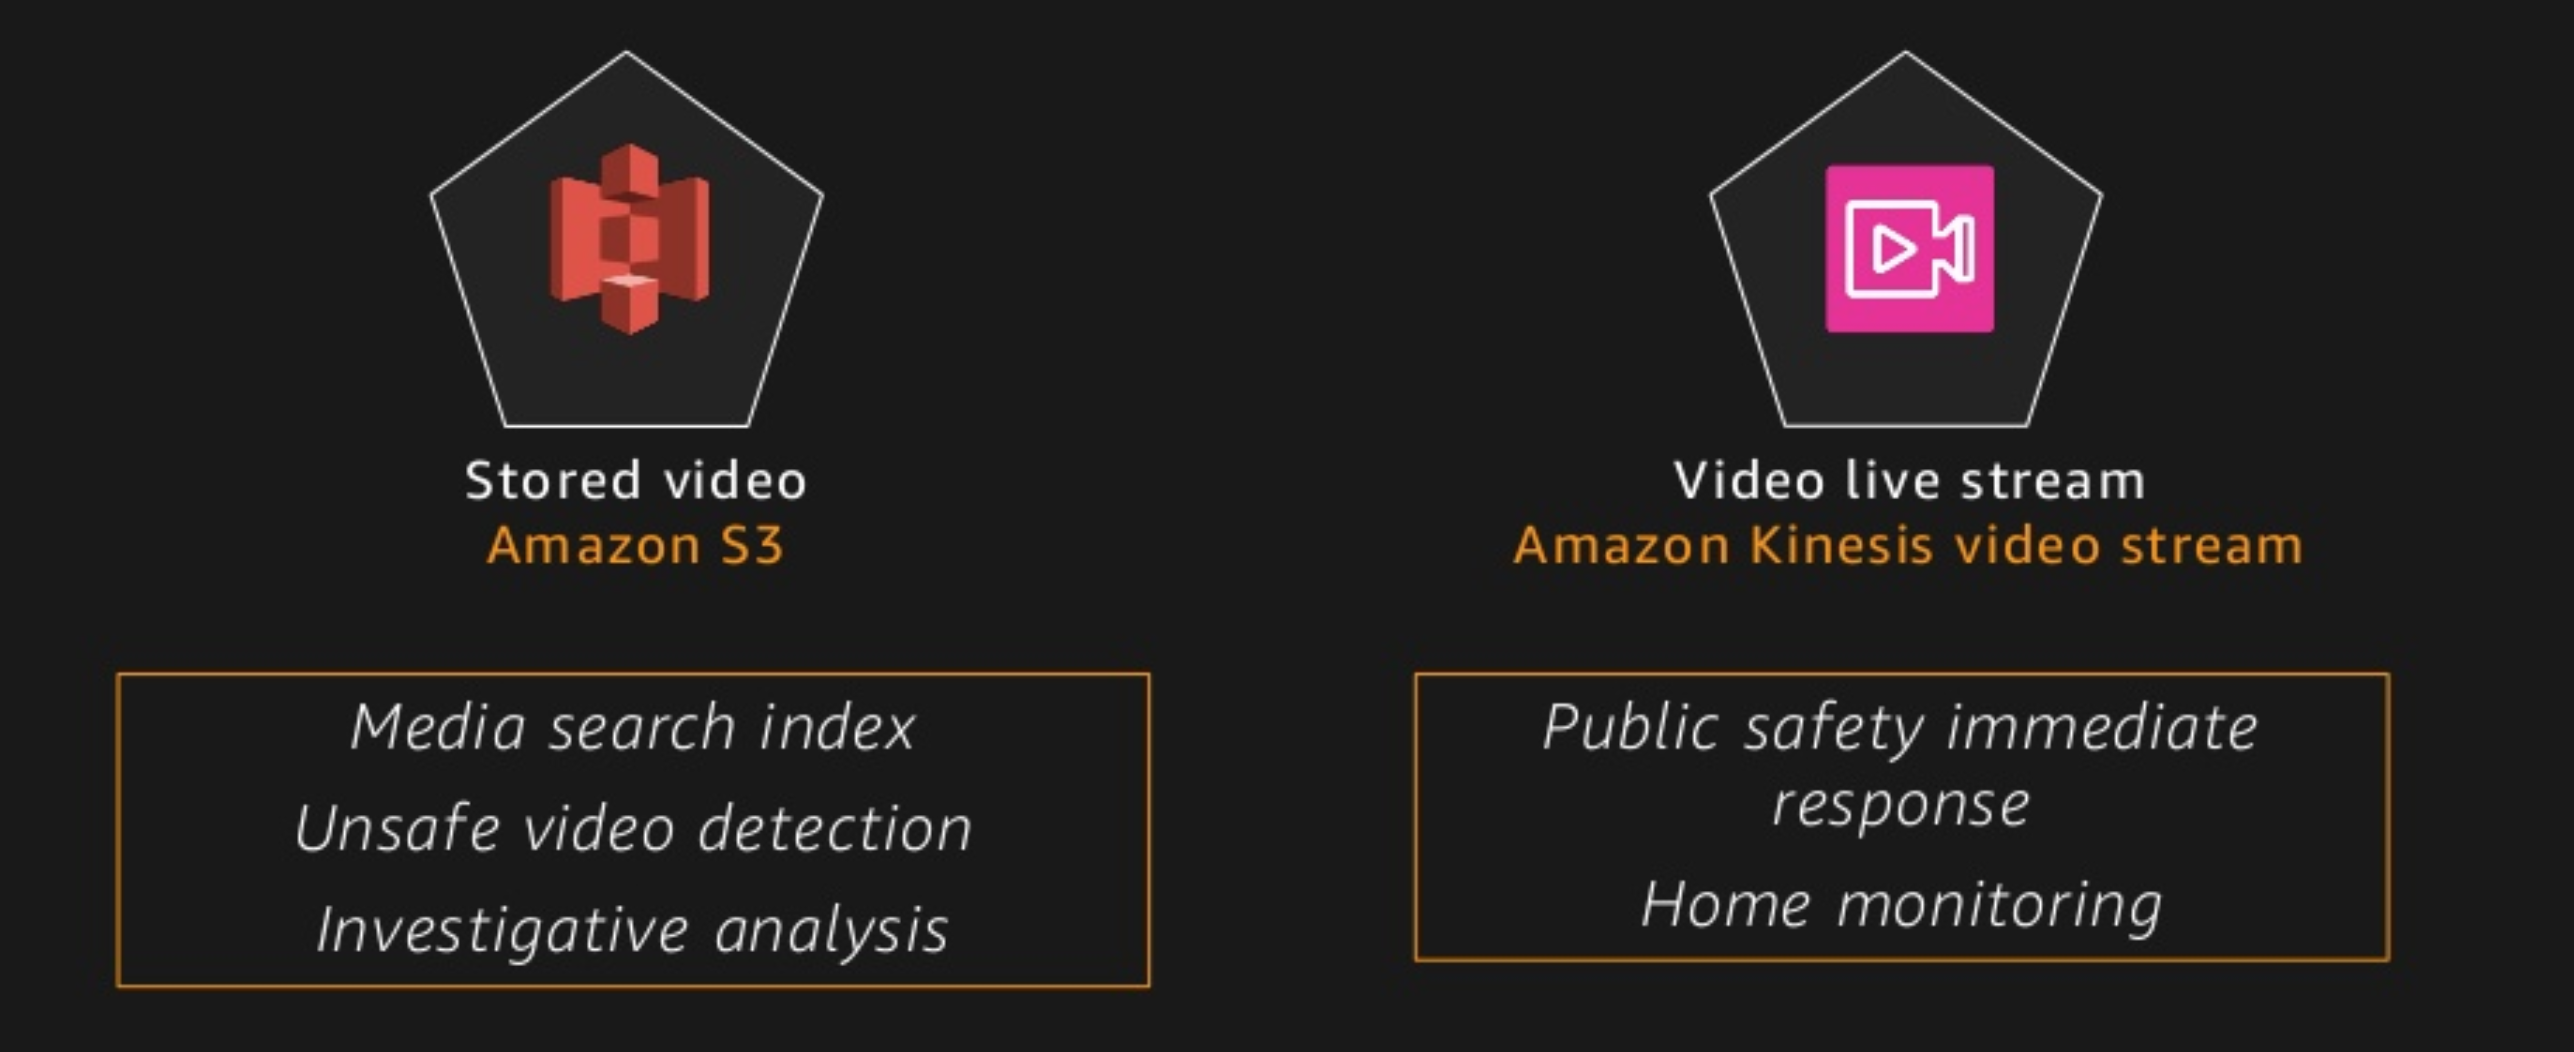 Stored video
Amazon S3
Media search index
Unsafe video detection
Investigative analysis
Video live stream
Amazon Kinesis video stream
Public safety immediate
response
Home monitoring